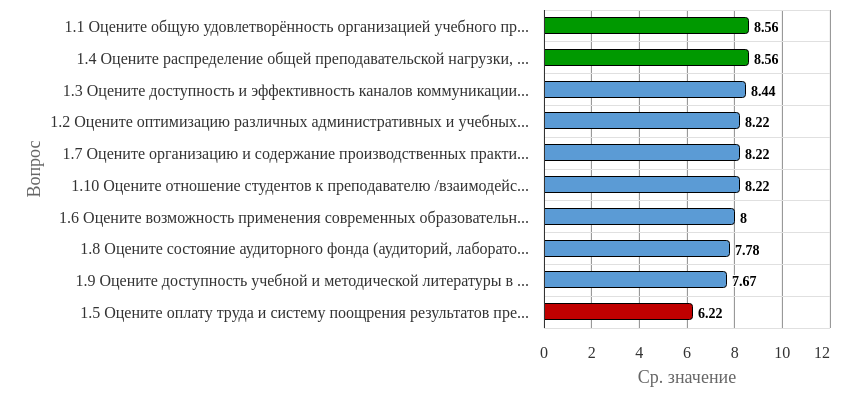 1.1 Оцените общую удовлетворённость организацией учебного пр... 8.56
1.4 Оцените распределение общей преподавательской нагрузки, ... 8.56
1.3 Оцените доступность и эффективность каналов коммуникации... 8.44
1.2 Оцените оптимизацию различных административных и учебных... 8.22
1.7 Оцените организацию и содержание производственных практи... 8.22
1.10 Оцените отношение студентов к преподавателю /взаимодейс... 8.22
1.6 Оцените возможность применения современных образовательн... 8
1.8 Оцените состояние аудиторного фонда (аудиторий, лаборато... 7.78
1.9 Оцените доступность учебной и методической литературы в ... 7.67
1.5 Оцените оплату труда и систему поощрения результатов пре... 6.22
Вопрос
0 2 4 6 8 10 12
Ср. значение